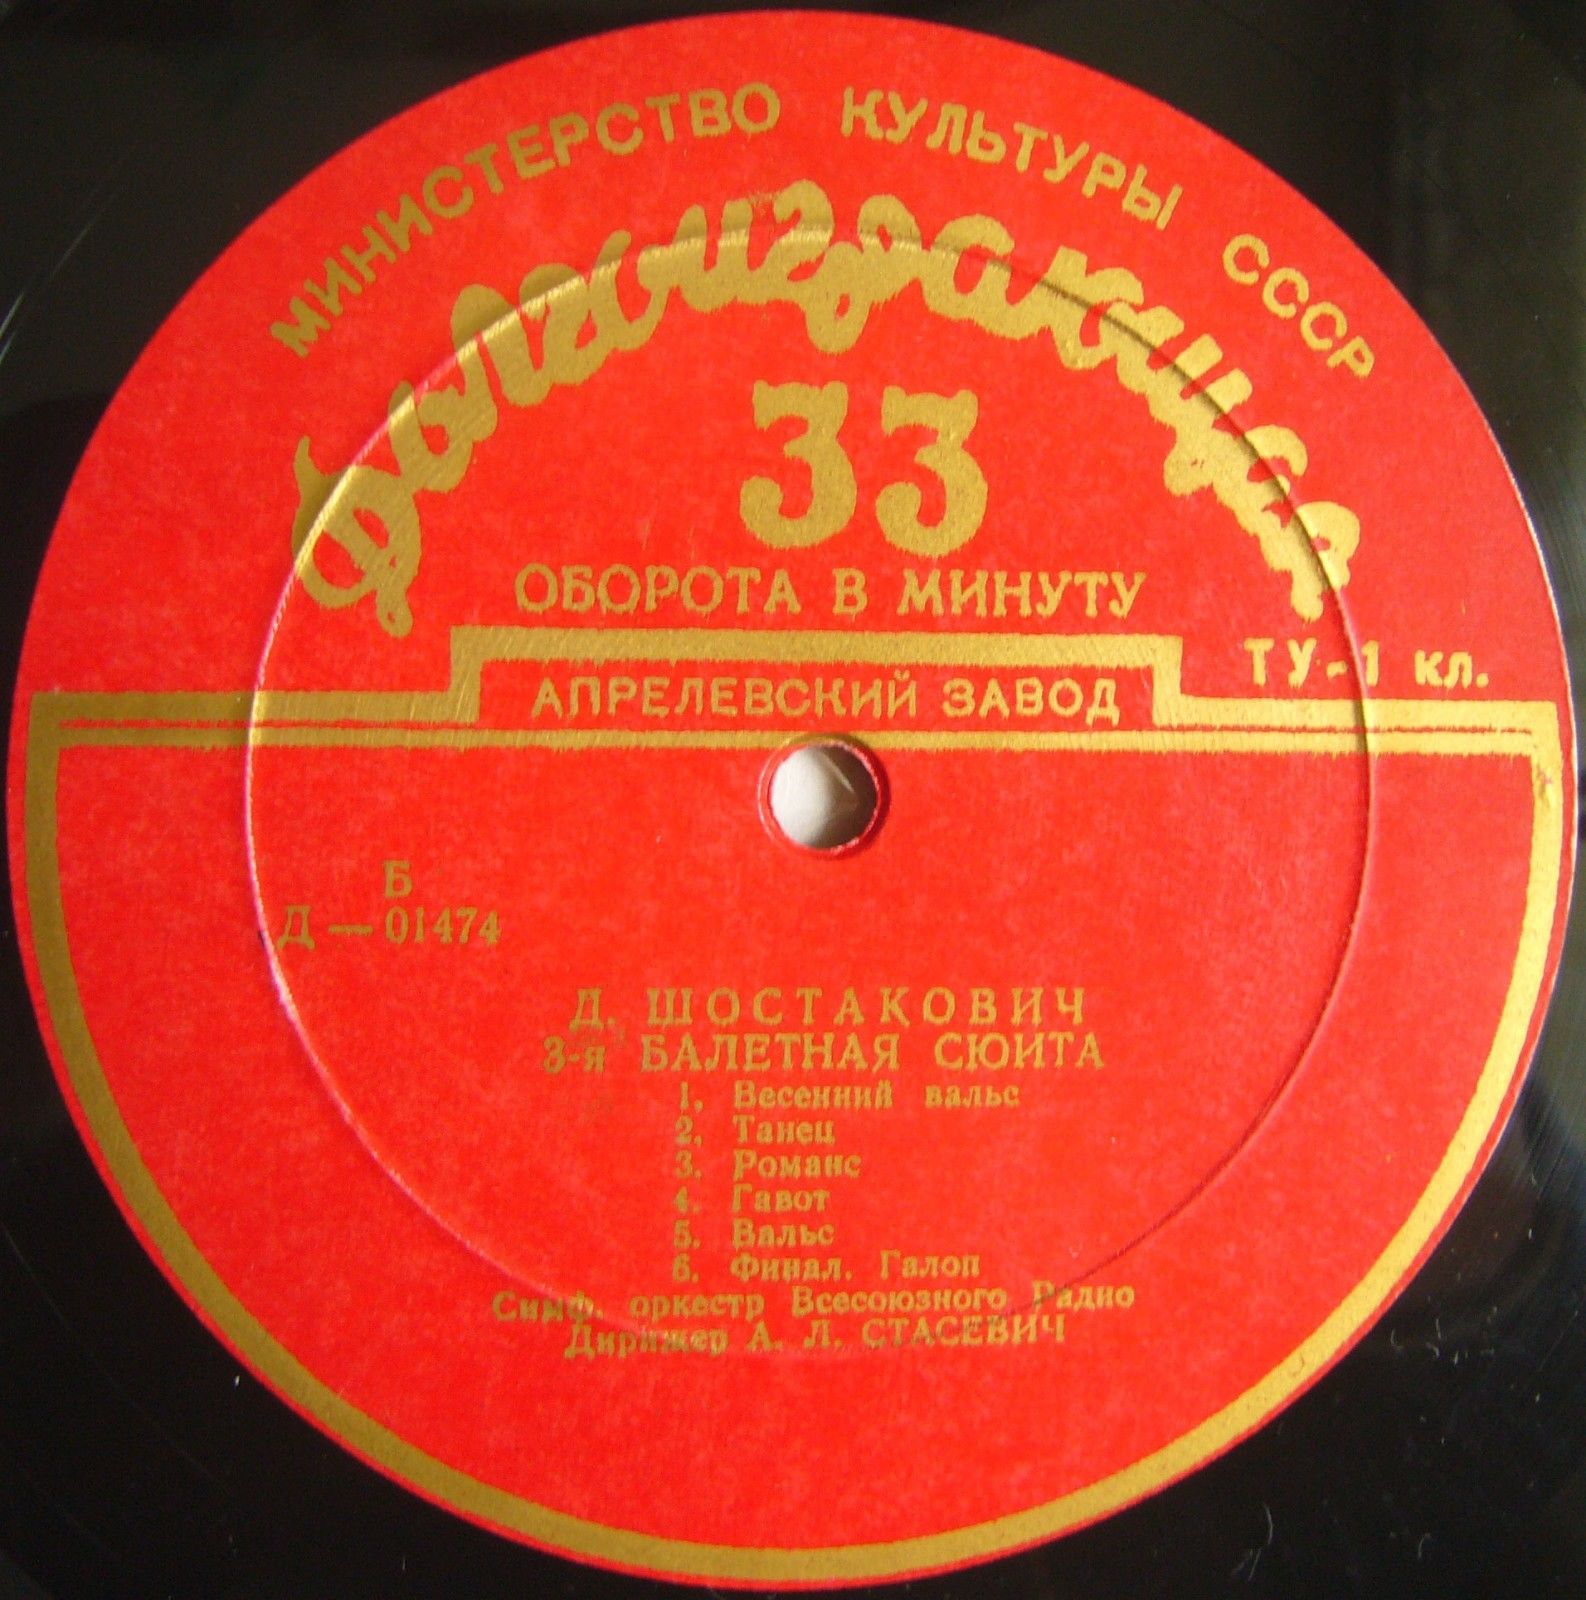 МИНИСТЕРСТВО КУЛЬТУРЫ СССР
Долгоиграющая
33
ОБОРОТА В МИНУТУ
ТУ-1 кл.
АПРЕЛЕВСКИЙ ЗАВОД
Б
Д — 01474
Д. ШОСТАКОВИЧ
3-я БАЛЕТНАЯ СЮИТА
1. Весенний вальс
2. Танец
3. Романс
4. Гавот
5. Вальс
6. Финал. Галоп
Симф. оркестр Всесоюзного Радио
Дирижер А. Л. СТАСЕВИЧ